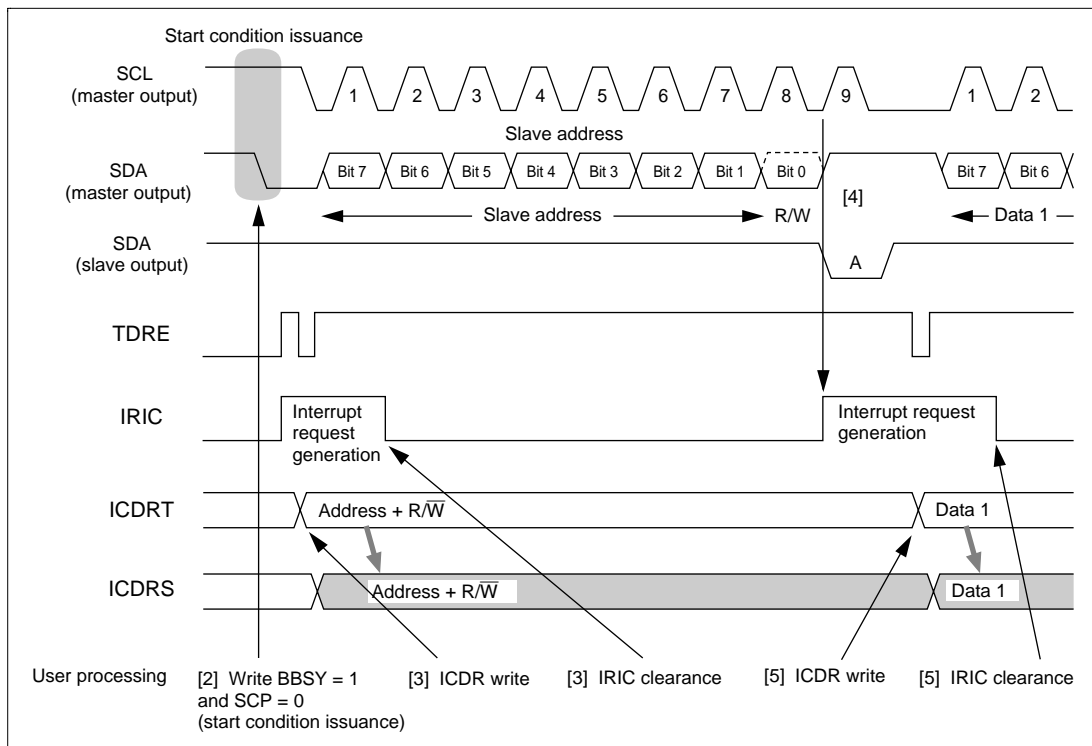 Start condition issuance
SCL
(master output)
1 2 3 4 5 6 7 8 9 1 2
Slave address
SDA
(master output)
Bit 7 Bit 6 Bit 5 Bit 4 Bit 3 Bit 2 Bit 1 Bit 0 Bit 7 Bit 6
[4]
Slave address R/W Data 1
SDA
(slave output)
A
TDRE
IRIC
Interrupt
request
generation
Interrupt request
generation
ICDRT
Address + R/W̅
Data 1
ICDRS
Address + R/W̅
Data 1
User processing
[2] Write BBSY = 1
and SCP = 0
(start condition issuance)
[3] ICDR write
[3] IRIC clearance
[5] ICDR write
[5] IRIC clearance